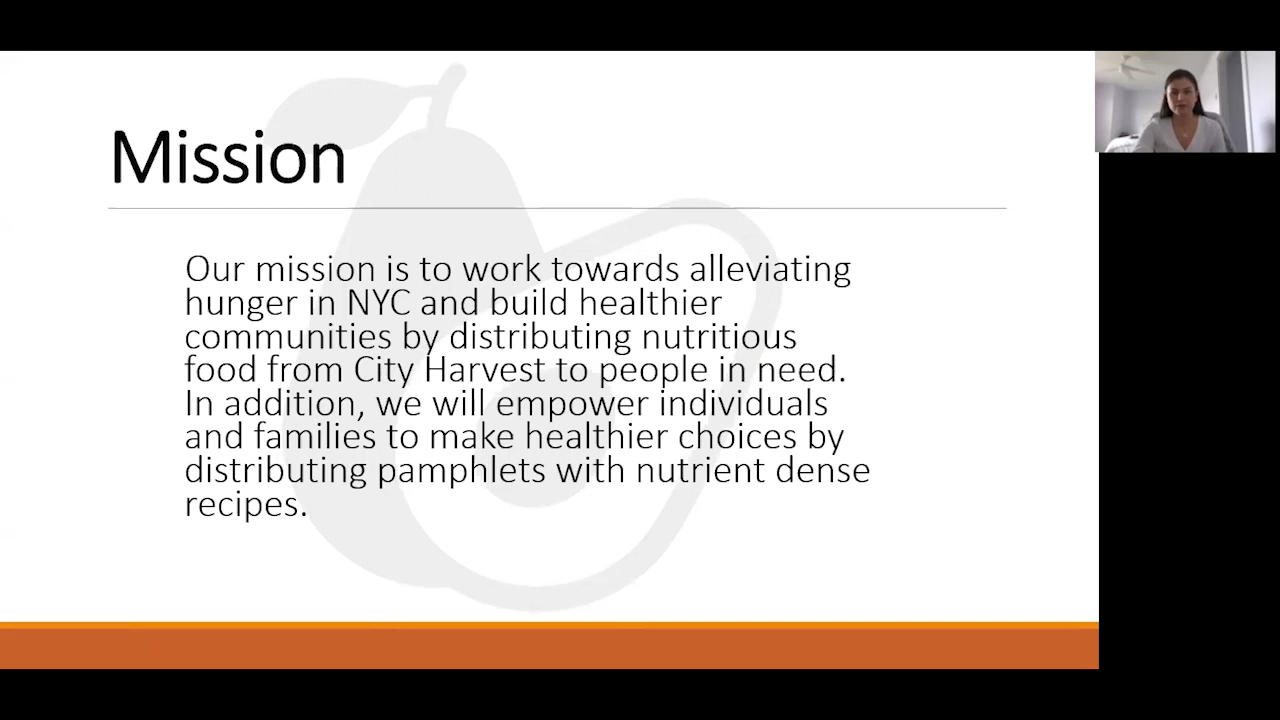 Mission
Our mission is to work towards alleviating
hunger in NYC and build healthier
communities by distributing nutritious
food from City Harvest to people in need.
In addition, we will empower individuals
and families to make healthier choices by
distributing pamphlets with nutrient dense
recipes.